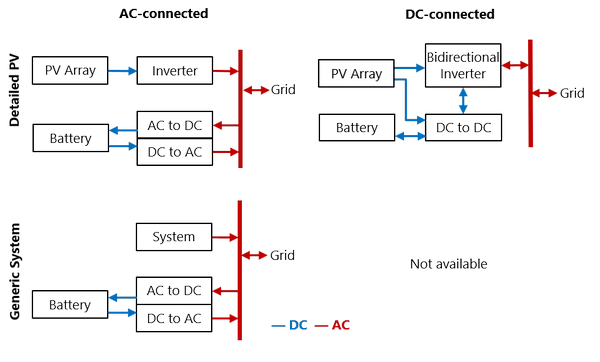 AC-connected
DC-connected
Detailed PV
PV Array
Inverter
Grid
Battery
AC to DC
DC to AC
PV Array
Bidirectional
Inverter
Grid
Battery
DC to DC
Generic System
System
Grid
Battery
AC to DC
DC to AC
Not available
DC
AC